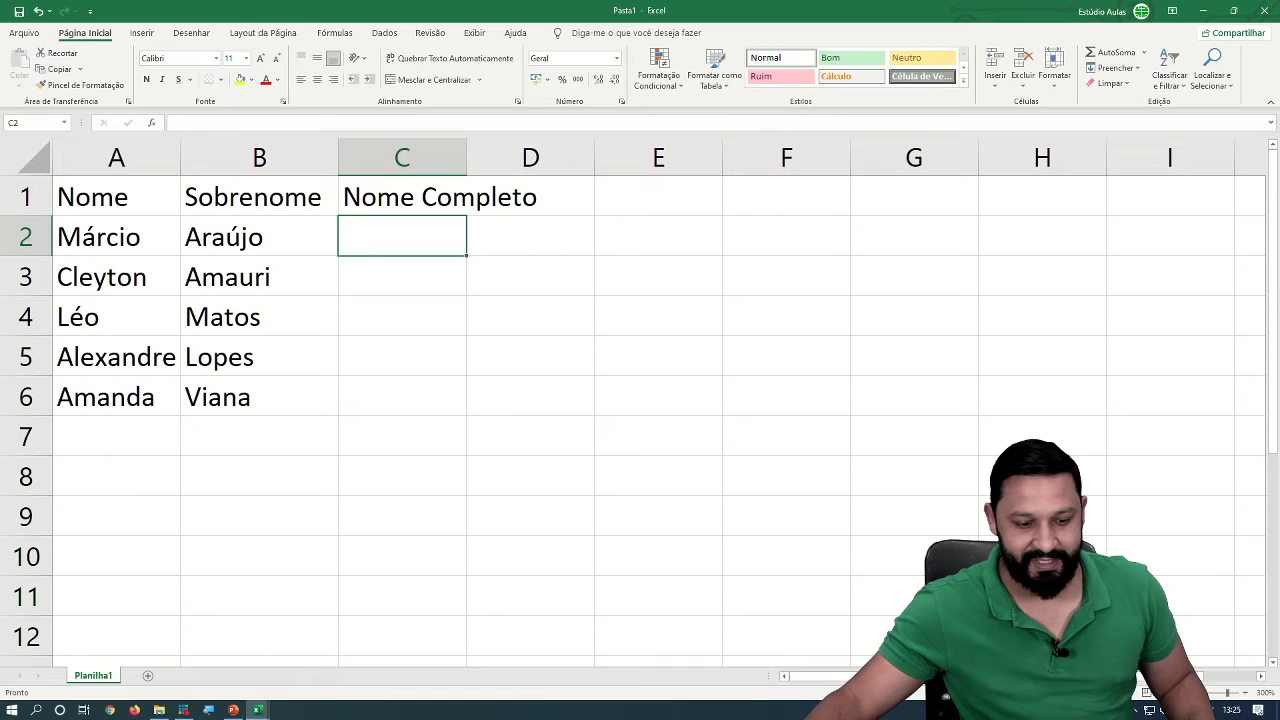 Pasta1 - Excel
Estúdio Aulas
Arquivo Página Inicial Inserir Desenhar Layout da Página Fórmulas Dados Revisão Exibir Ajuda Diga-me o que você deseja fazer Compartilhar
Colar
Recortar
Copiar
Pincel de Formatação
Área de Transferência
Calibri 11
N I S
Fonte
Quebrar Texto Automaticamente
Mesclar e Centralizar
Alinhamento
Geral
% 000
Número
Formatação Condicional
Formatar como Tabela
Normal Bom Neutro
Ruim Cálculo Célula de Ve...
Estilos
Inserir Excluir Formatar
Células
AutoSoma
Preencher
Limpar
Classificar e Filtrar
Localizar e Selecionar
Edição
C2 fx
A B C D E F G H I
1 Nome Sobrenome Nome Completo
2 Márcio Araújo
3 Cleyton Amauri
4 Léo Matos
5 Alexandre Lopes
6 Amanda Viana
7
8
9
10
11
12
Planilha1
Pronto
300%
13:25